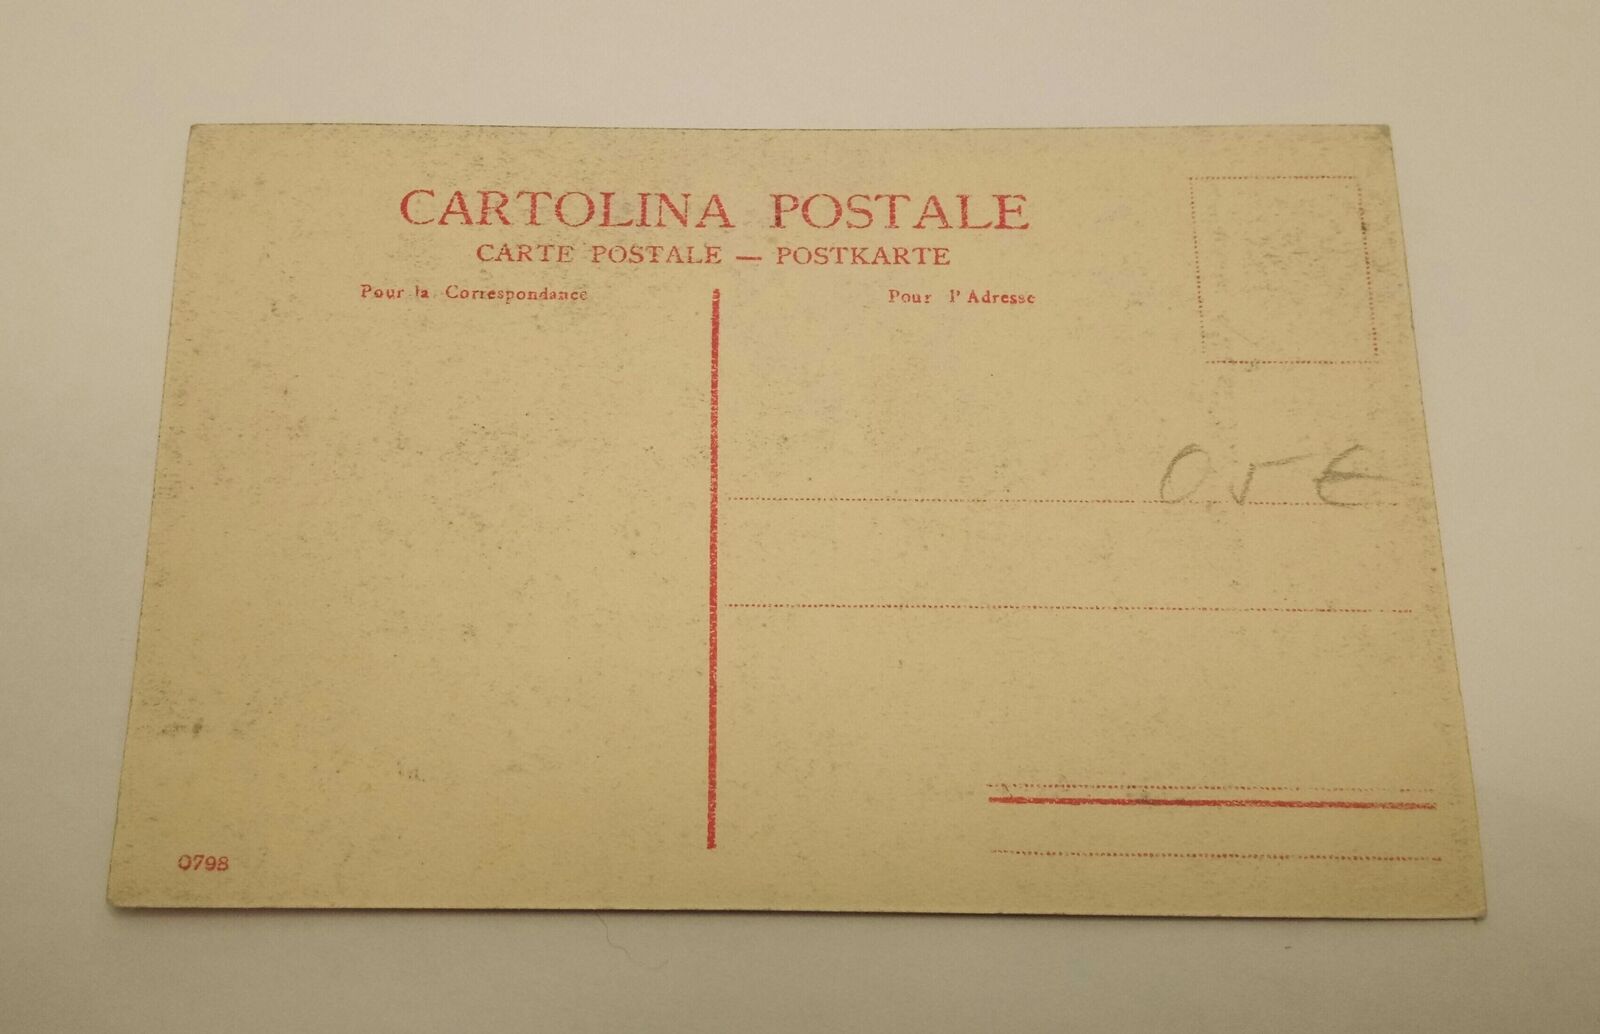 CARTOLINA POSTALE
CARTE POSTALE — POSTKARTE
Pour la Correspondance
Pour l'Adresse
0,5 €
0798